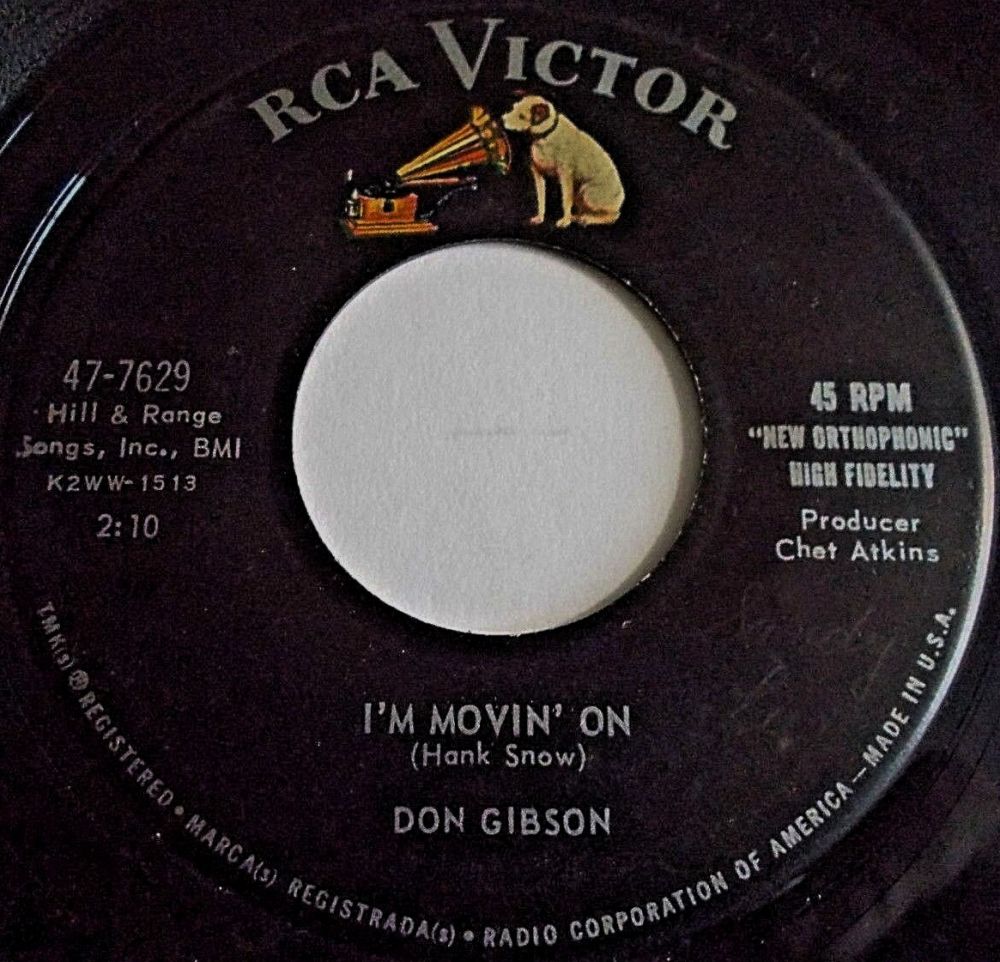 RCA VICTOR
47-7629
Hill & Range
Songs, Inc., BMI
K2WW-1513
2:10
45 RPM
"NEW ORTHOPHONIC"
HIGH FIDELITY
Producer
Chet Atkins
I'M MOVIN' ON
(Hank Snow)
DON GIBSON
TMK(s) ® REGISTERED • MARCA(s) REGISTRADA(s) • RADIO CORPORATION OF AMERICA—MADE IN U.S.A.